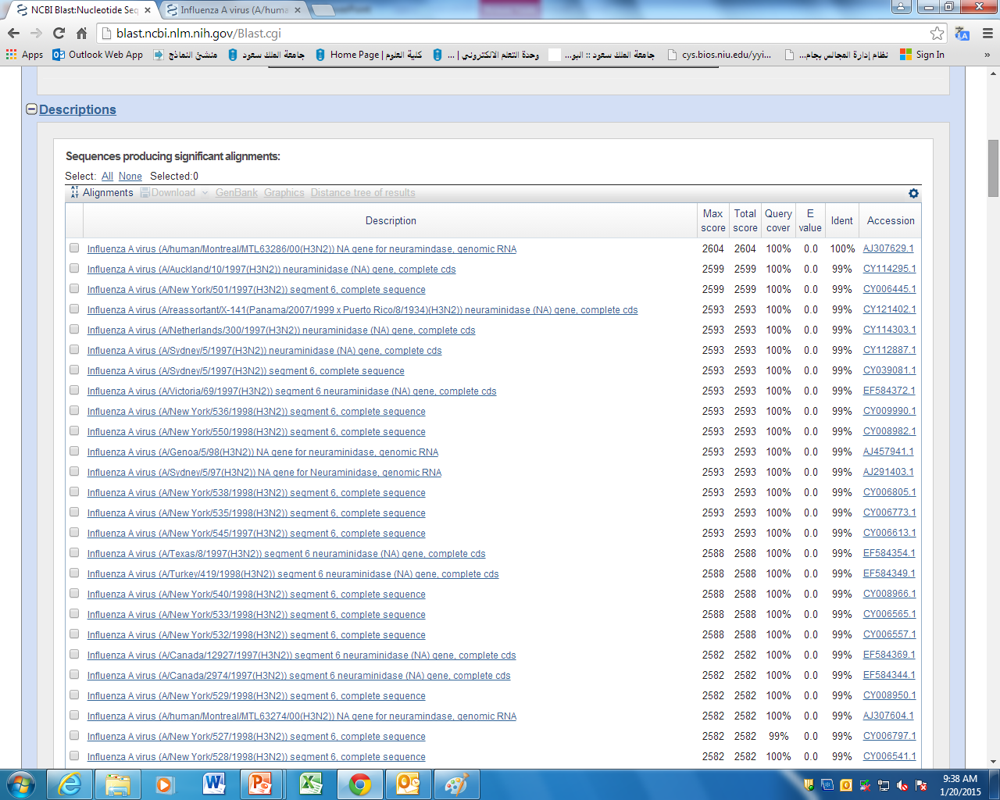 NCBI Blast:Nucleotide Seq
Influenza A virus (A/huma
blast.ncbi.nlm.nih.gov/Blast.cgi
Apps Outlook Web App منشئ النماذج جامعة الملك سعود Home Page | كلية العلوم وحدة التعلم الالكتروني | ... جامعة الملك سعود :: البو... cys.bios.niu.edu/yyi... نظام إدارة المجالس بجام... Sign In »
Descriptions
Sequences producing significant alignments:
Select: All None Selected:0
Alignments Download GenBank Graphics Distance tree of results
Description Max score Total score Query cover E value Ident Accession
Influenza A virus (A/human/Montreal/MTL63286/00(H3N2)) NA gene for neuramindase, genomic RNA 2604 2604 100% 0.0 100% AJ307629.1
Influenza A virus (A/Auckland/10/1997(H3N2)) neuraminidase (NA) gene, complete cds 2599 2599 100% 0.0 99% CY114295.1
Influenza A virus (A/New York/501/1997(H3N2)) segment 6, complete sequence 2599 2599 100% 0.0 99% CY006445.1
Influenza A virus (A/reassortant/X-141(Panama/2007/1999 x Puerto Rico/8/1934)(H3N2)) neuraminidase (NA) gene, complete cds 2593 2593 100% 0.0 99% CY121402.1
Influenza A virus (A/Netherlands/300/1997(H3N2)) neuraminidase (NA) gene, complete cds 2593 2593 100% 0.0 99% CY114303.1
Influenza A virus (A/Sydney/5/1997(H3N2)) neuraminidase (NA) gene, complete cds 2593 2593 100% 0.0 99% CY112887.1
Influenza A virus (A/Sydney/5/1997(H3N2)) segment 6, complete sequence 2593 2593 100% 0.0 99% CY039081.1
Influenza A virus (A/Victoria/69/1997(H3N2)) segment 6 neuraminidase (NA) gene, complete cds 2593 2593 100% 0.0 99% EF584372.1
Influenza A virus (A/New York/536/1998(H3N2)) segment 6, complete sequence 2593 2593 100% 0.0 99% CY009990.1
Influenza A virus (A/New York/550/1998(H3N2)) segment 6, complete sequence 2593 2593 100% 0.0 99% CY008982.1
Influenza A virus (A/Genoa/5/98(H3N2)) NA gene for neuraminidase, genomic RNA 2593 2593 100% 0.0 99% AJ457941.1
Influenza A virus (A/Sydney/5/97(H3N2)) NA gene for Neuraminidase, genomic RNA 2593 2593 100% 0.0 99% AJ291403.1
Influenza A virus (A/New York/538/1998(H3N2)) segment 6, complete sequence 2593 2593 100% 0.0 99% CY006805.1
Influenza A virus (A/New York/535/1998(H3N2)) segment 6, complete sequence 2593 2593 100% 0.0 99% CY006773.1
Influenza A virus (A/New York/545/1997(H3N2)) segment 6, complete sequence 2593 2593 100% 0.0 99% CY006613.1
Influenza A virus (A/Texas/8/1997(H3N2)) segment 6 neuraminidase (NA) gene, complete cds 2588 2588 100% 0.0 99% EF584354.1
Influenza A virus (A/Turkey/419/1998(H3N2)) segment 6 neuraminidase (NA) gene, complete cds 2588 2588 100% 0.0 99% EF584349.1
Influenza A virus (A/New York/540/1998(H3N2)) segment 6, complete sequence 2588 2588 100% 0.0 99% CY008966.1
Influenza A virus (A/New York/533/1998(H3N2)) segment 6, complete sequence 2588 2588 100% 0.0 99% CY006565.1
Influenza A virus (A/New York/532/1998(H3N2)) segment 6, complete sequence 2588 2588 100% 0.0 99% CY006557.1
Influenza A virus (A/Canada/12927/1997(H3N2)) segment 6 neuraminidase (NA) gene, complete cds 2582 2582 100% 0.0 99% EF584369.1
Influenza A virus (A/Canada/2974/1997(H3N2)) segment 6 neuraminidase (NA) gene, complete cds 2582 2582 100% 0.0 99% EF584344.1
Influenza A virus (A/New York/529/1998(H3N2)) segment 6, complete sequence 2582 2582 100% 0.0 99% CY008950.1
Influenza A virus (A/human/Montreal/MTL63274/00(H3N2)) NA gene for neuramindase, genomic RNA 2582 2582 100% 0.0 99% AJ307604.1
Influenza A virus (A/New York/527/1998(H3N2)) segment 6, complete sequence 2582 2582 99% 0.0 99% CY006797.1
Influenza A virus (A/New York/528/1998(H3N2)) segment 6, complete sequence 2582 2582 100% 0.0 99% CY006541.1
9:38 AM
1/20/2015